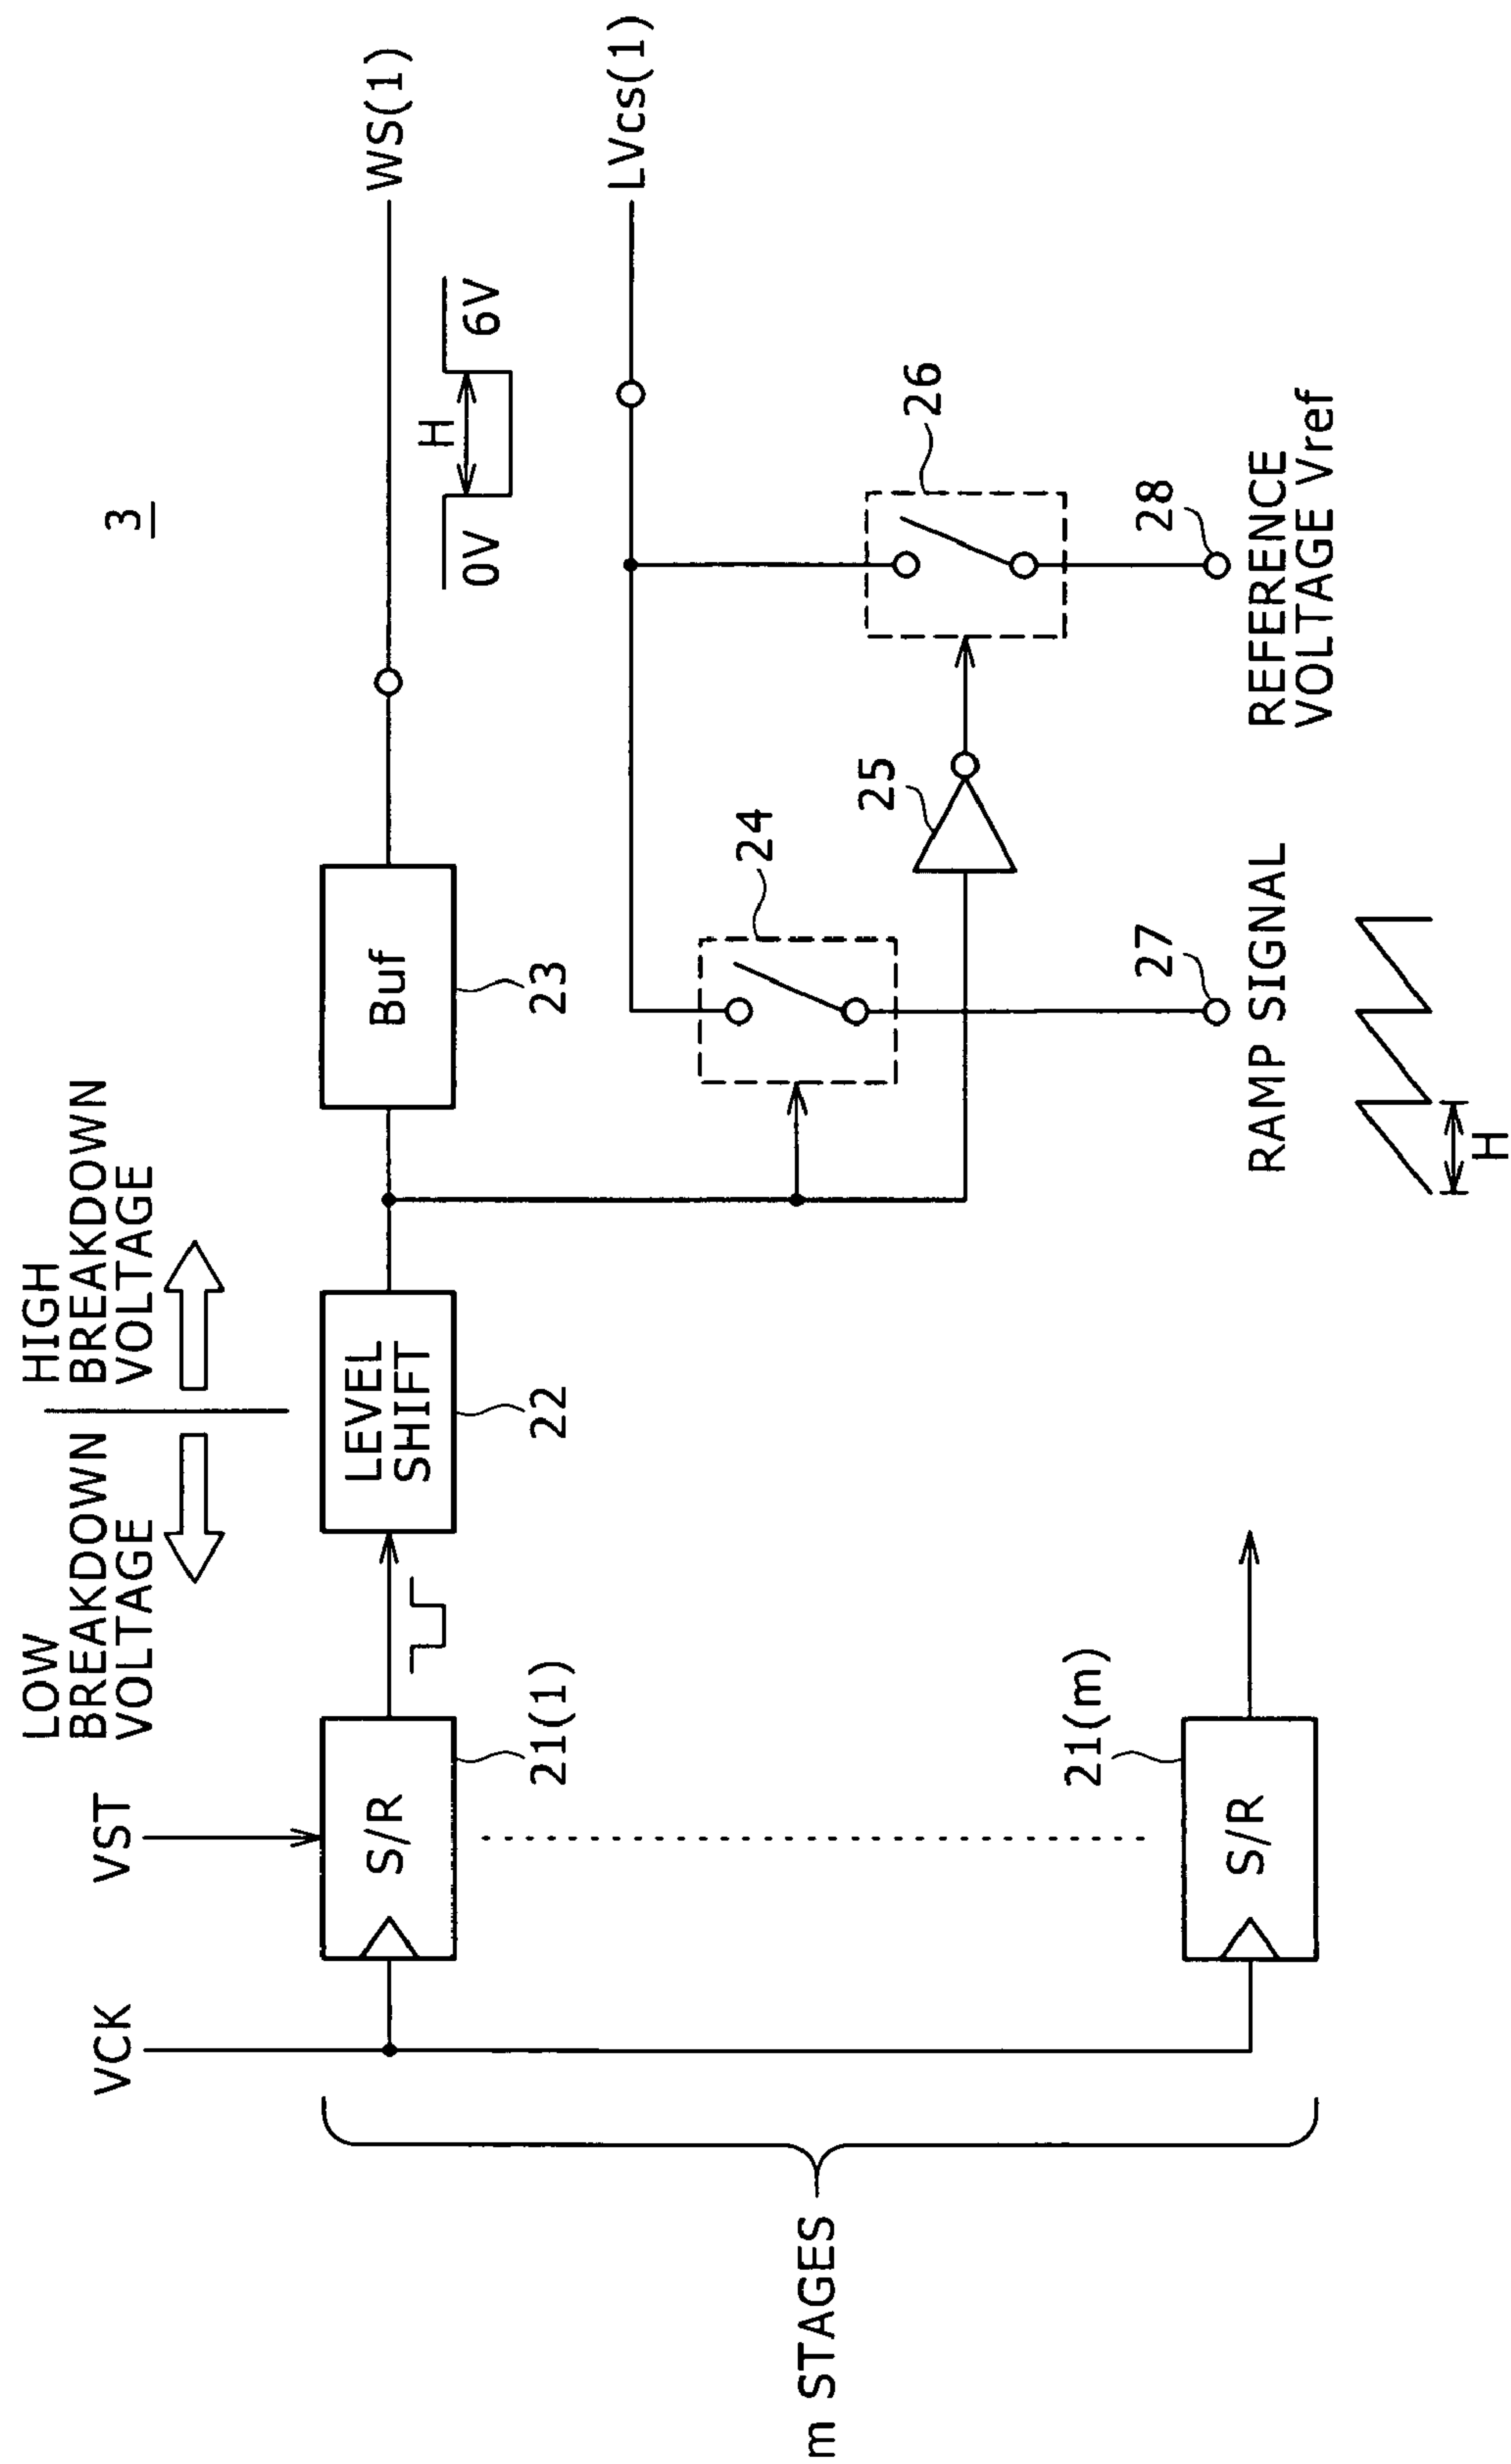 3
LOW
BREAKDOWN
VOLTAGE
HIGH
BREAKDOWN
VOLTAGE
VCK
VST
S/R
21(1)
LEVEL
SHIFT
22
Buf
23
WS(1)
0V
H
6V
LVcs(1)
24
25
26
m STAGES
S/R
21(m)
27
RAMP SIGNAL
H
28
REFERENCE
VOLTAGE Vref